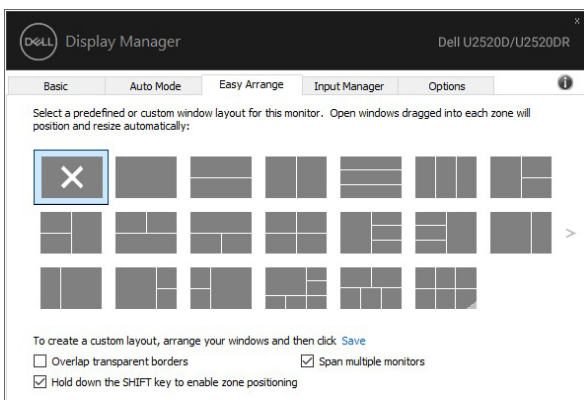 DELL Display Manager Dell U2520D/U2520DR
Basic Auto Mode Easy Arrange Input Manager Options
Select a predefined or custom window layout for this monitor. Open windows dragged into each zone will
position and resize automatically:
To create a custom layout, arrange your windows and then click Save
Overlap transparent borders Span multiple monitors
Hold down the SHIFT key to enable zone positioning